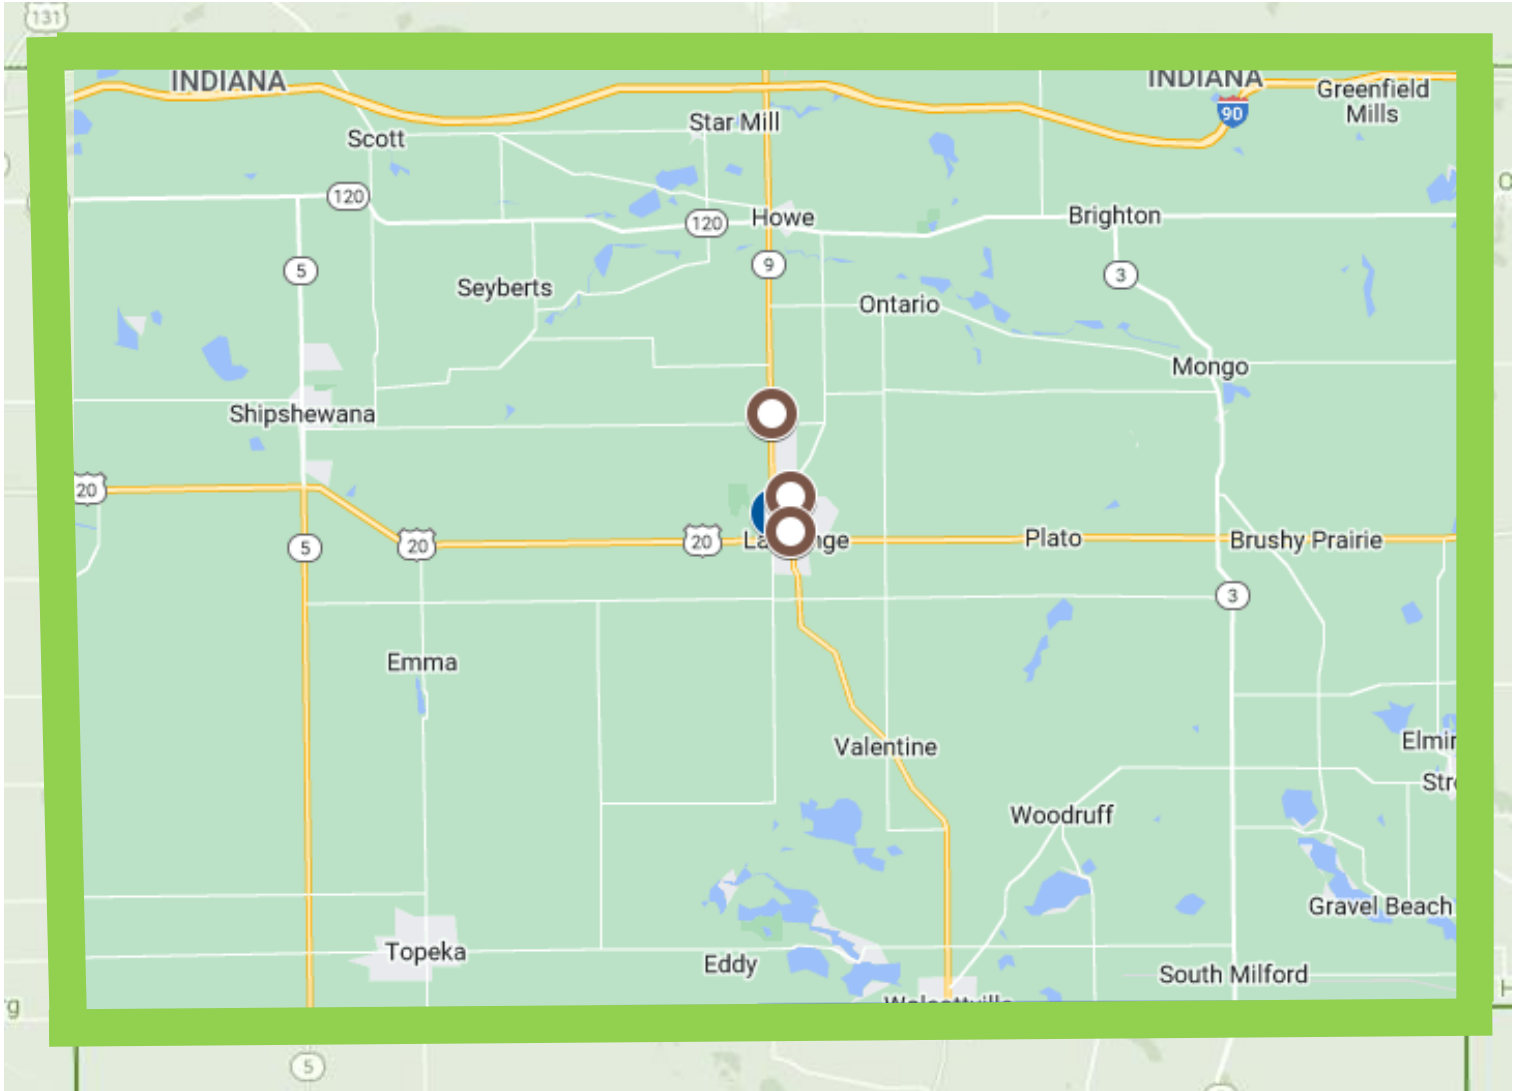 131
INDIANA
INDIANA
Greenfield
Mills
90
Star Mill
Scott
120
120
Howe
Brighton
5
9
3
Seyberts
Ontario
Mongo
Shipshewana
20
5
20
20
Plato
Brushy Prairie
3
Emma
Valentine
Woodruff
Gravel Beach
Topeka
Eddy
South Milford
5